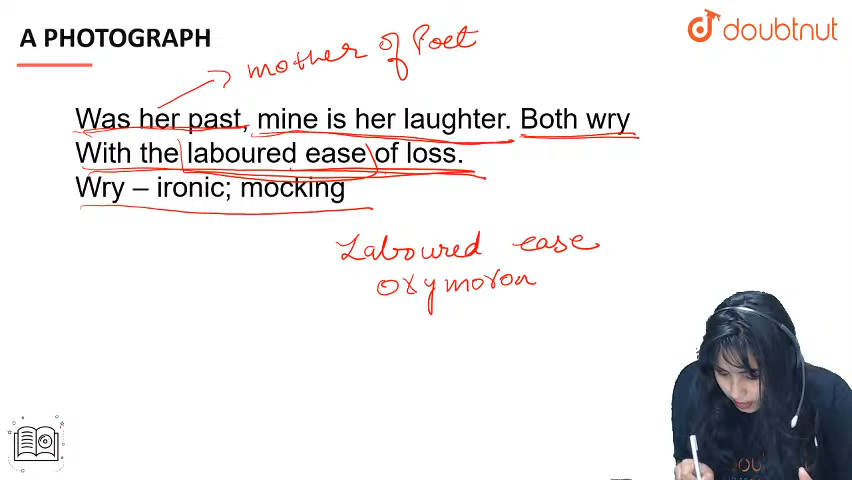 A PHOTOGRAPH
doubtnut
mother of Poet
Was her past, mine is her laughter. Both wry
With the laboured ease of loss.
Wry – ironic; mocking
Laboured ease
oxymoron